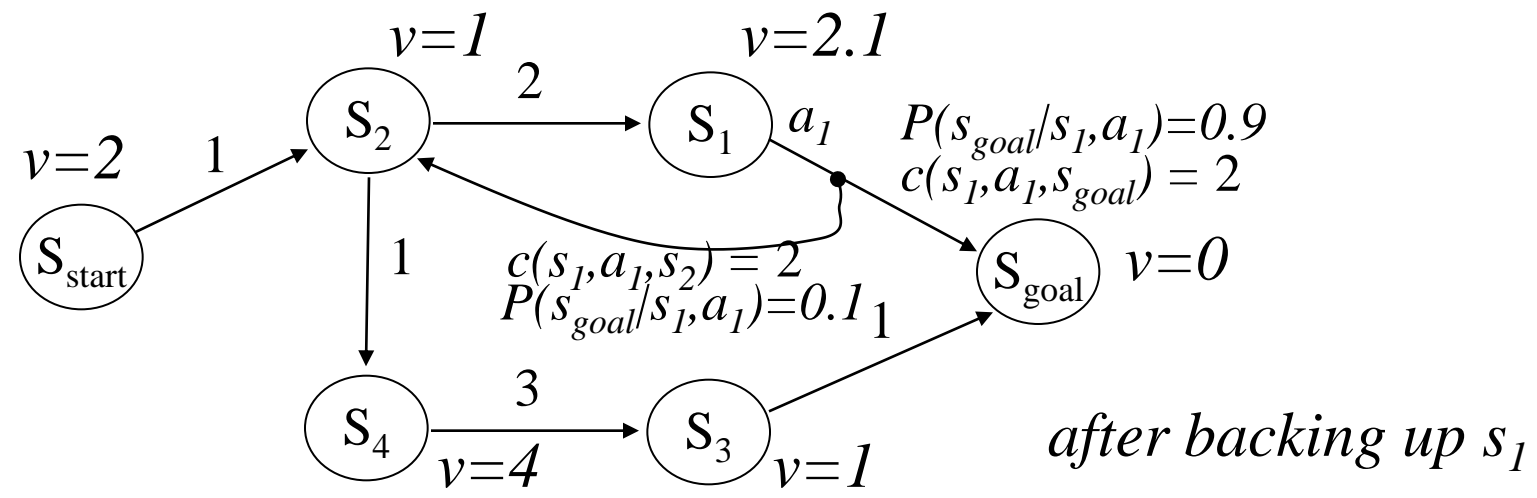 v=1
v=2.1
2
S2
S1
a1
P(sgoal|s1,a1)=0.9
c(s1,a1,sgoal) = 2
v=2
1
Sstart
1
c(s1,a1,s2) = 2
P(sgoal|s1,a1)=0.1
1
Sgoal
v=0
3
S4
S3
v=4
v=1
after backing up s1